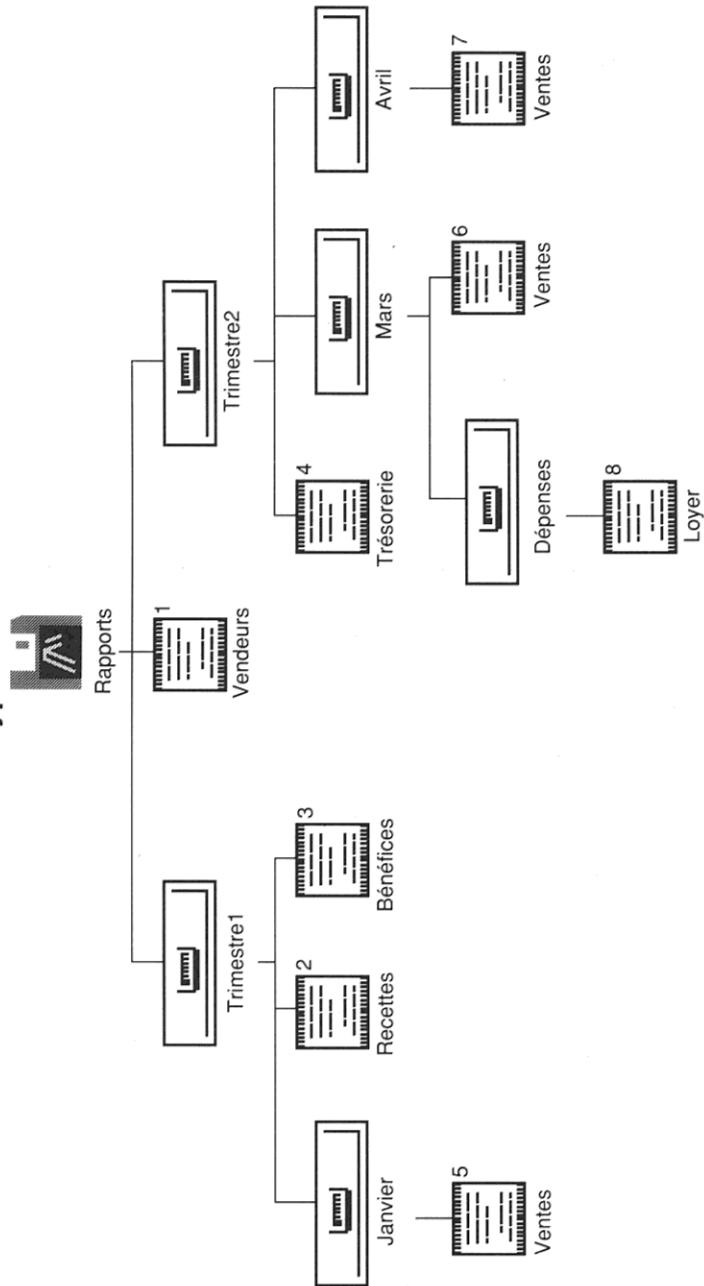 Rapports
Trimestre1
1
Vendeurs
Trimestre2
Janvier
2
Recettes
3
Bénéfices
4
Trésorerie
Mars
Avril
5
Ventes
Dépenses
6
Ventes
7
Ventes
8
Loyer